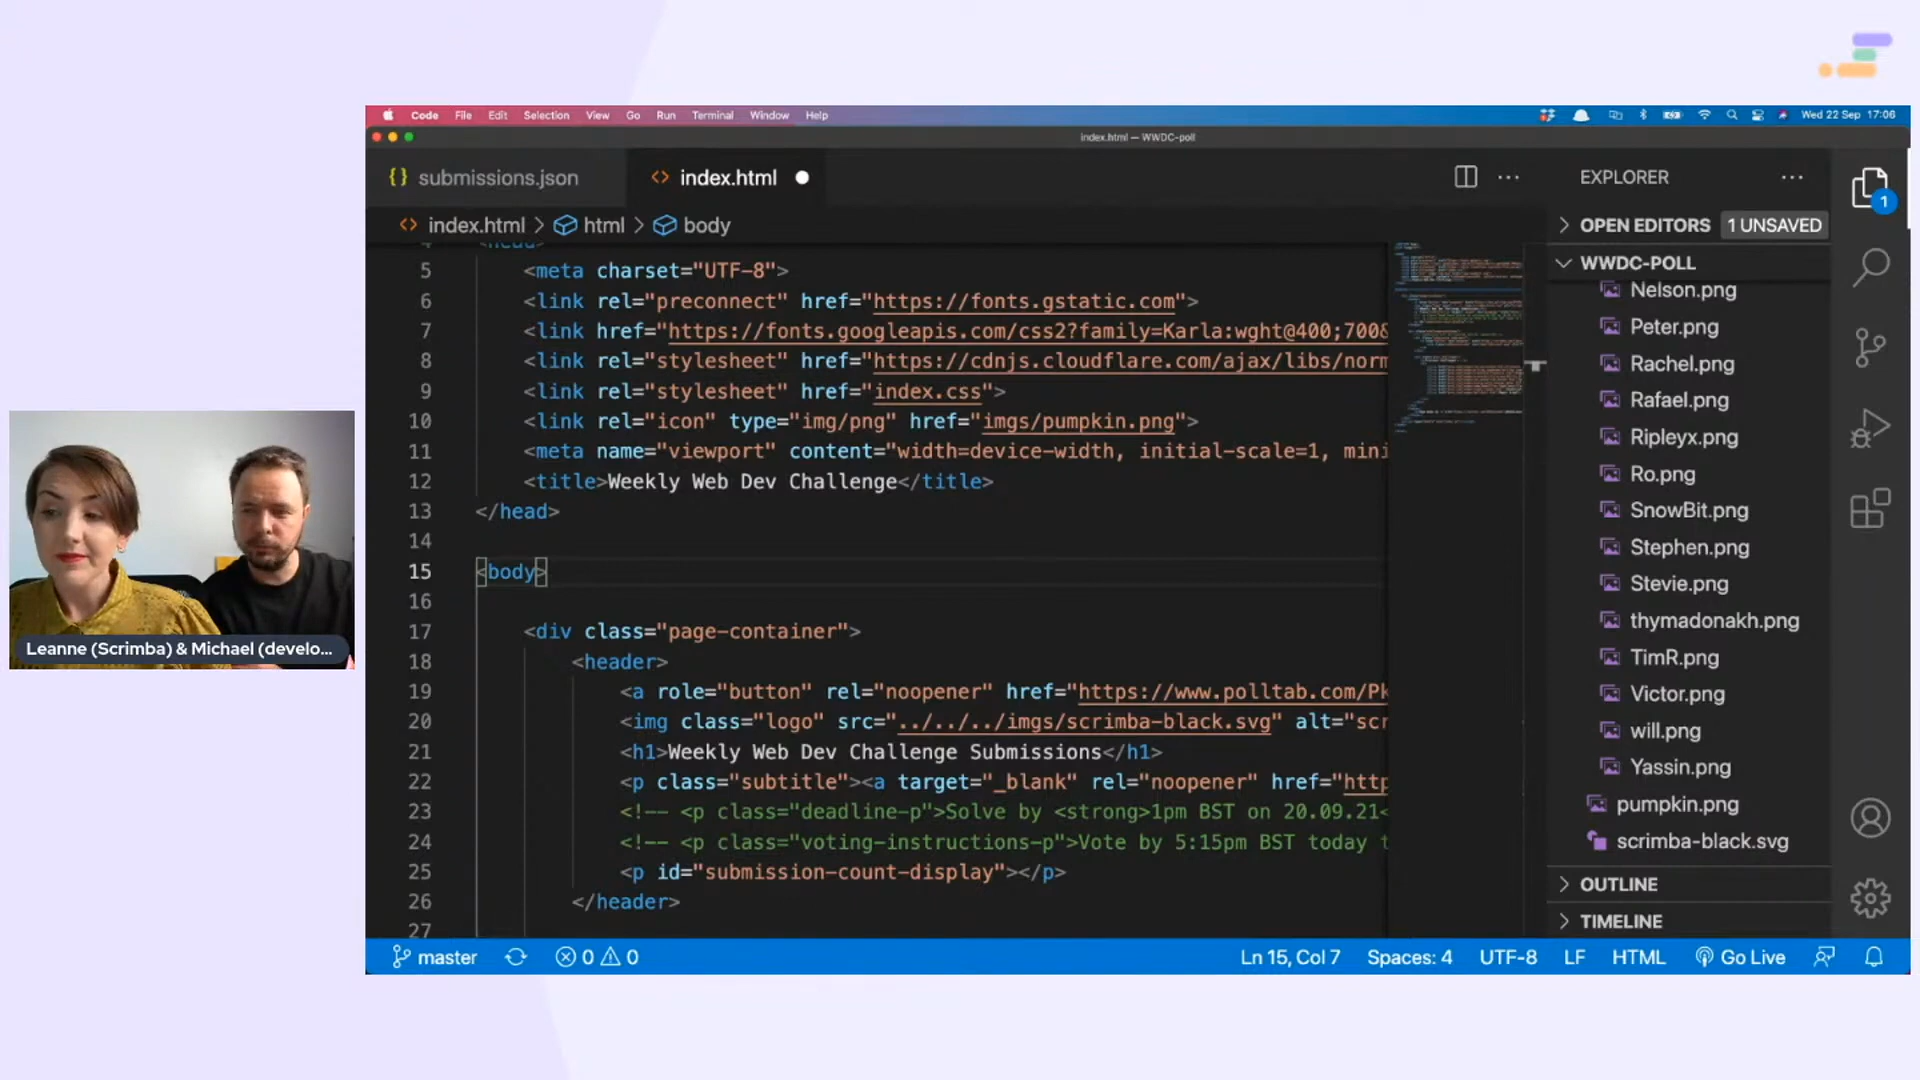 Code File Edit Selection View Go Run Terminal Window Help
Wed 22 Sep 17:06
index.html — WWDC-poll
{} submissions.json
<> index.html
EXPLORER
1
<> index.html > html > body
OPEN EDITORS 1 UNSAVED
WWDC-POLL
4 <head>
5 <meta charset="UTF-8">
6 <link rel="preconnect" href="https://fonts.gstatic.com">
7 <link href="https://fonts.googleapis.com/css2?family=Karla:wght@400;700&
8 <link rel="stylesheet" href="https://cdnjs.cloudflare.com/ajax/libs/norm
9 <link rel="stylesheet" href="index.css">
10 <link rel="icon" type="img/png" href="imgs/pumpkin.png">
11 <meta name="viewport" content="width=device-width, initial-scale=1, mini
12 <title>Weekly Web Dev Challenge</title>
13 </head>
14
15 <body>
16
17 <div class="page-container">
18 <header>
19 <a role="button" rel="noopener" href="https://www.polltab.com/Pk
20 <img class="logo" src="../../../imgs/scrimba-black.svg" alt="scr
21 <h1>Weekly Web Dev Challenge Submissions</h1>
22 <p class="subtitle"><a target="_blank" rel="noopener" href="http
23 <!-- <p class="deadline-p">Solve by <strong>1pm BST on 20.09.21<
24 <!-- <p class="voting-instructions-p">Vote by 5:15pm BST today t
25 <p id="submission-count-display"></p>
26 </header>
27
Nelson.png
Peter.png
Rachel.png
Rafael.png
Ripleyx.png
Ro.png
SnowBit.png
Stephen.png
Stevie.png
thymadonakh.png
TimR.png
Victor.png
will.png
Yassin.png
pumpkin.png
scrimba-black.svg
OUTLINE
TIMELINE
Leanne (Scrimba) & Michael (develo...
master 0 0 Ln 15, Col 7 Spaces: 4 UTF-8 LF HTML Go Live